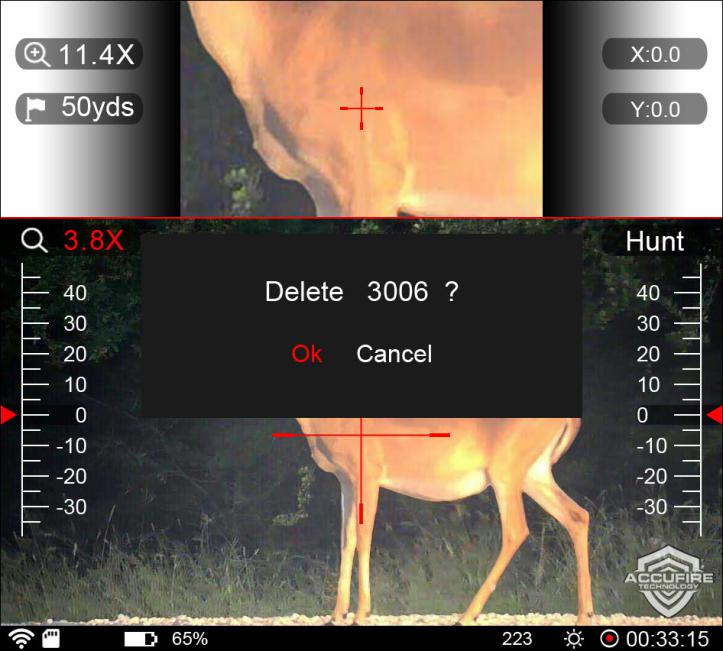 11.4X
X:0.0
50yds
Y:0.0
3.8X
Hunt
Delete 3006 ?
Ok Cancel
40 40
30 30
20 20
10 10
0 0
-10 -10
-20 -20
-30 -30
ACCUFIRE
TECHNOLOGY
65% 223 00:33:15